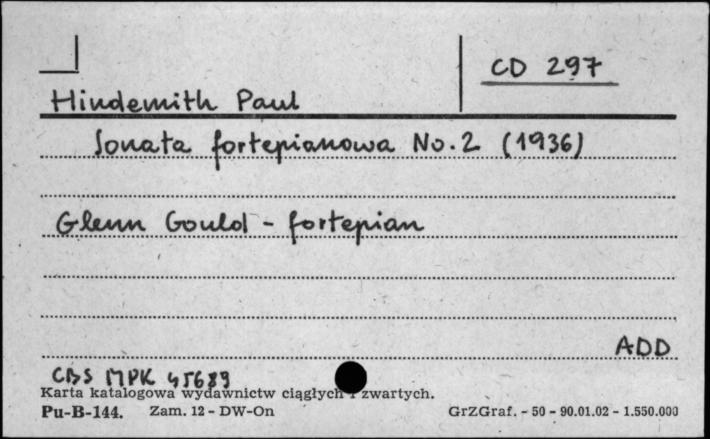 CD 297
Hindemith Paul
Sonata fortepianowa No. 2 (1936)
Glenn Gould - fortepian
ADD
CBS MPK 45689
Karta katalogowa wydawnictw ciągłych i zwartych.
Pu-B-144. Zam. 12 - DW-On GrZGraf. - 50 - 90.01.02 - 1.550.000